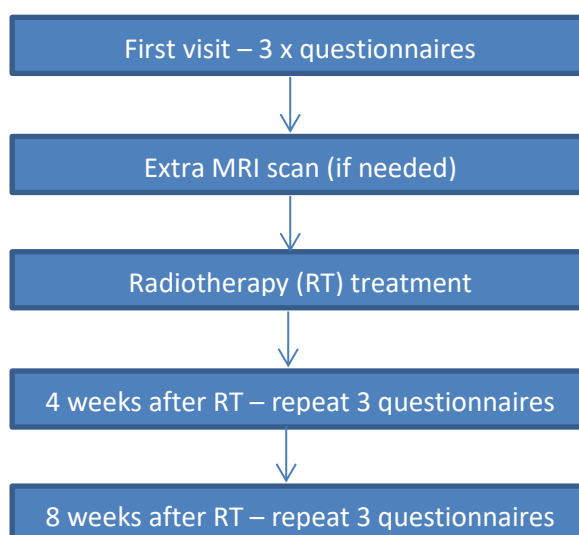 First visit – 3 x questionnaires
Extra MRI scan (if needed)
Radiotherapy (RT) treatment
4 weeks after RT – repeat 3 questionnaires
8 weeks after RT – repeat 3 questionnaires